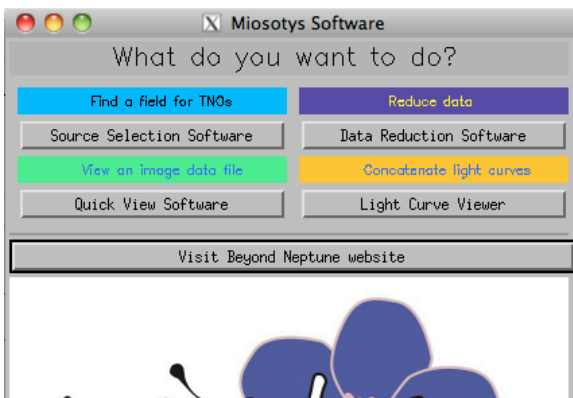 Miosotys Software
What do you want to do?
Find a field for TNOs
Reduce data
Source Selection Software
Data Reduction Software
View an image data file
Concatenate light curves
Quick View Software
Light Curve Viewer
Visit Beyond Neptune website